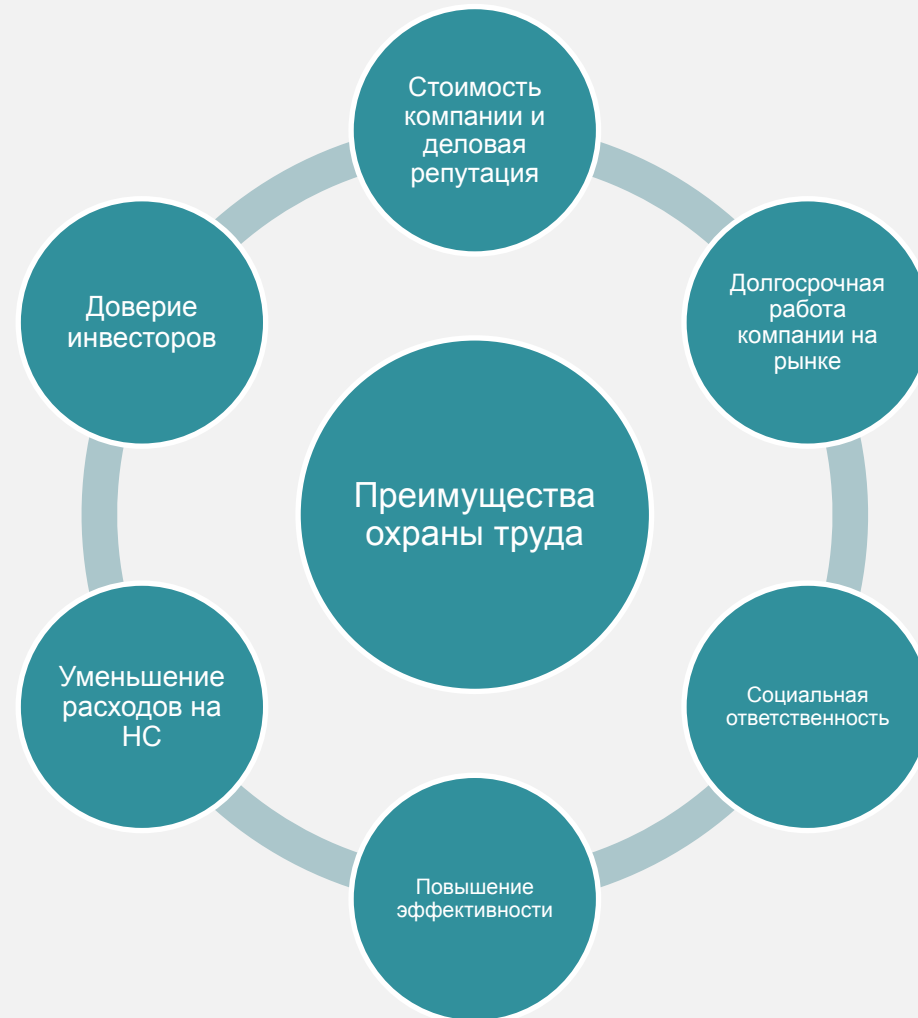 Стоимость
компании и
деловая
репутация
Долгосрочная
работа
компании на
рынке
Социальная
ответственность
Повышение
эффективности
Уменьшение
расходов на
НС
Доверие
инвесторов
Преимущества
охраны труда